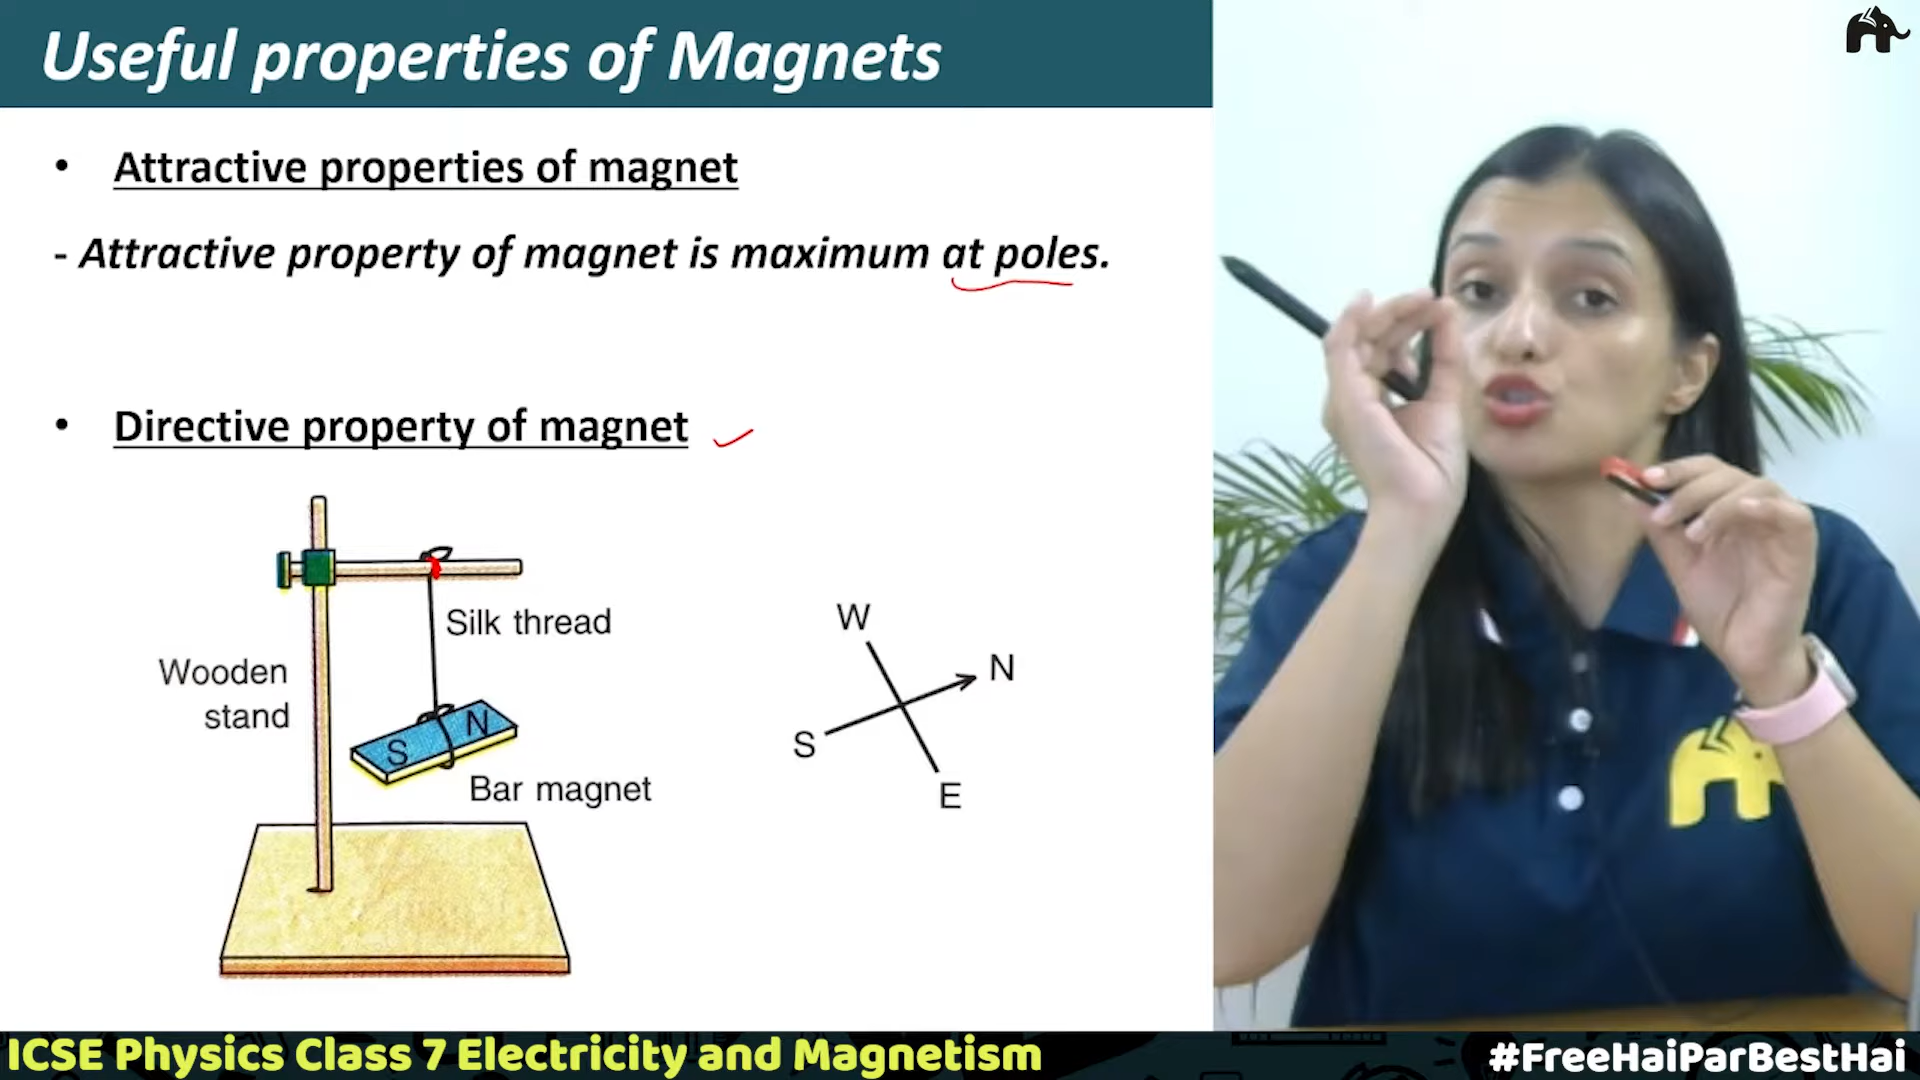 Useful properties of Magnets
• Attractive properties of magnet
- Attractive property of magnet is maximum at poles.
• Directive property of magnet
Silk thread
Wooden
stand
S N
Bar magnet
W
N
S
E
ICSE Physics Class 7 Electricity and Magnetism
#FreeHaiParBestHai